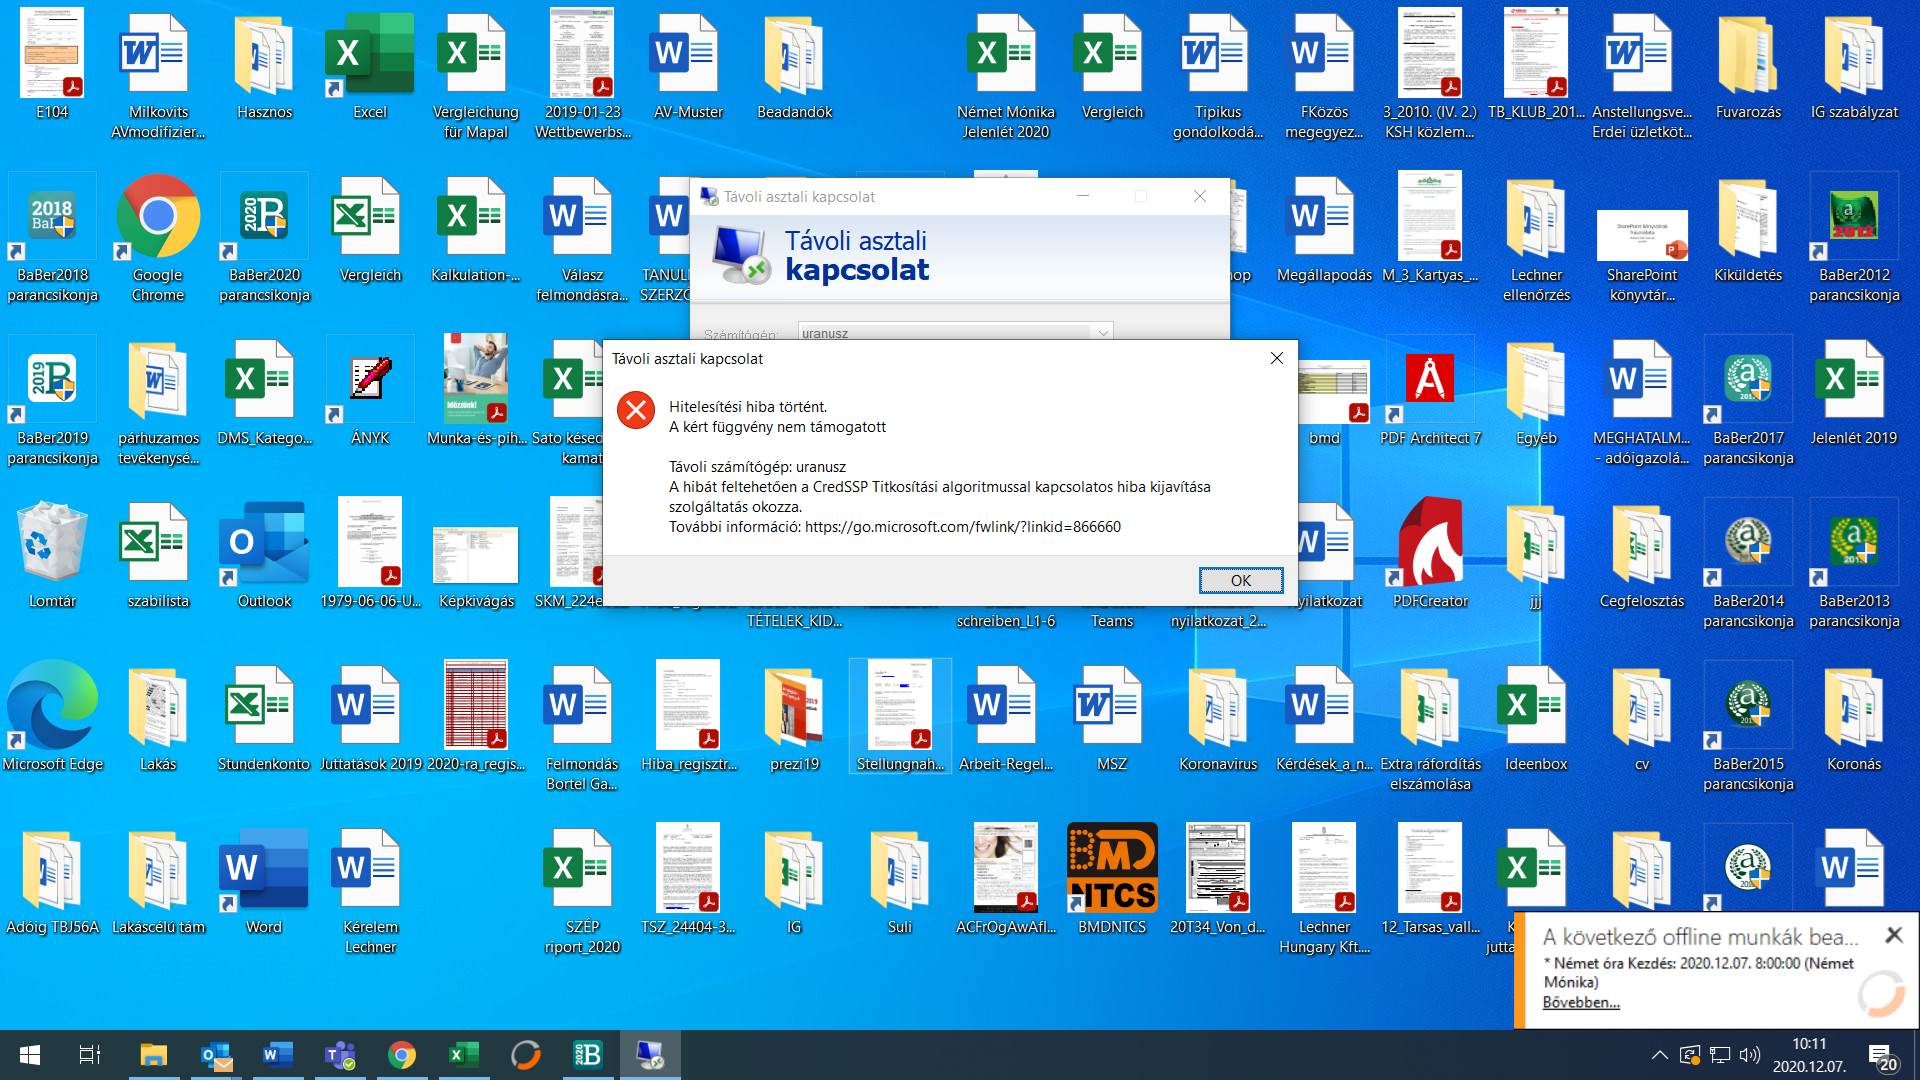 E104
Milkovits
AVmodifizier...
Hasznos
Excel
Vergleichung
für Mapal
2019-01-23
Wettbewerbs...
AV-Muster
Beadandók
Német Mónika
Jelenlét 2020
Vergleich
Tipikus
gondolkodá...
FKözös
megegyez...
3_2010. (IV. 2.)
KSH közlem...
TB_KLUB_201...
Anstellungsve...
Erdei üzletköt...
Fuvarozás
IG szabályzat
BaBer2018
parancsikonja
Google
Chrome
BaBer2020
parancsikonja
Vergleich
Kalkulation-...
Válasz
felmondásra...
Megállapodás
M_3_Kartyas_...
Lechner
ellenőrzés
SharePoint
könyvtár...
Kiküldetés
BaBer2012
parancsikonja
Távoli asztali kapcsolat
Távoli asztali
kapcsolat
Számítógép:
uranusz
Távoli asztali kapcsolat
Hitelesítési hiba történt.
A kért függvény nem támogatott
Távoli számítógép: uranusz
A hibát feltehetően a CredSSP Titkosítási algoritmussal kapcsolatos hiba kijavítása
szolgáltatás okozza.
További információ: https://go.microsoft.com/fwlink/?linkid=866660
OK
BaBer2019
parancsikonja
párhuzamos
tevékenysé...
DMS_Katego...
ÁNYK
Munka-és-pih...
Sato késed
kamat
bmd
PDF Architect 7
Egyéb
MEGHATALM...
- adóigazolá...
BaBer2017
parancsikonja
Jelenlét 2019
Lomtár
szabilista
Outlook
1979-06-06-U...
Képkivágás
SKM_224e
TÉTELEK_KID...
schreiben_L1-6
Teams
nyilatkozat_2...
nyilatkozat
PDFCreator
jjj
Cegfelosztás
BaBer2014
parancsikonja
BaBer2013
parancsikonja
Microsoft Edge
Lakás
Stundenkonto
Juttatások 2019
2020-ra_regis...
Felmondás
Bortel Ga...
Hiba_regisztr...
prezi19
Stellungnah...
Arbeit-Regel...
MSZ
Koronavirus
Kérdések_a_n...
Extra ráfordítás
elszámolása
Ideenbox
cv
BaBer2015
parancsikonja
Koronás
Adóig TBJ56A
Lakáscélú tám
Word
Kérelem
Lechner
SZÉP
riport_2020
TSZ_24404-3...
IG
Suli
ACFrOgAwAfl...
BMDNTCS
20T34_Von_d...
Lechner
Hungary Kft....
12_Tarsas_vall...
A következő offline munkák bea...
* Német óra Kezdés: 2020.12.07. 8:00:00 (Német
Mónika)
Bővebben...
10:11
2020.12.07.
20